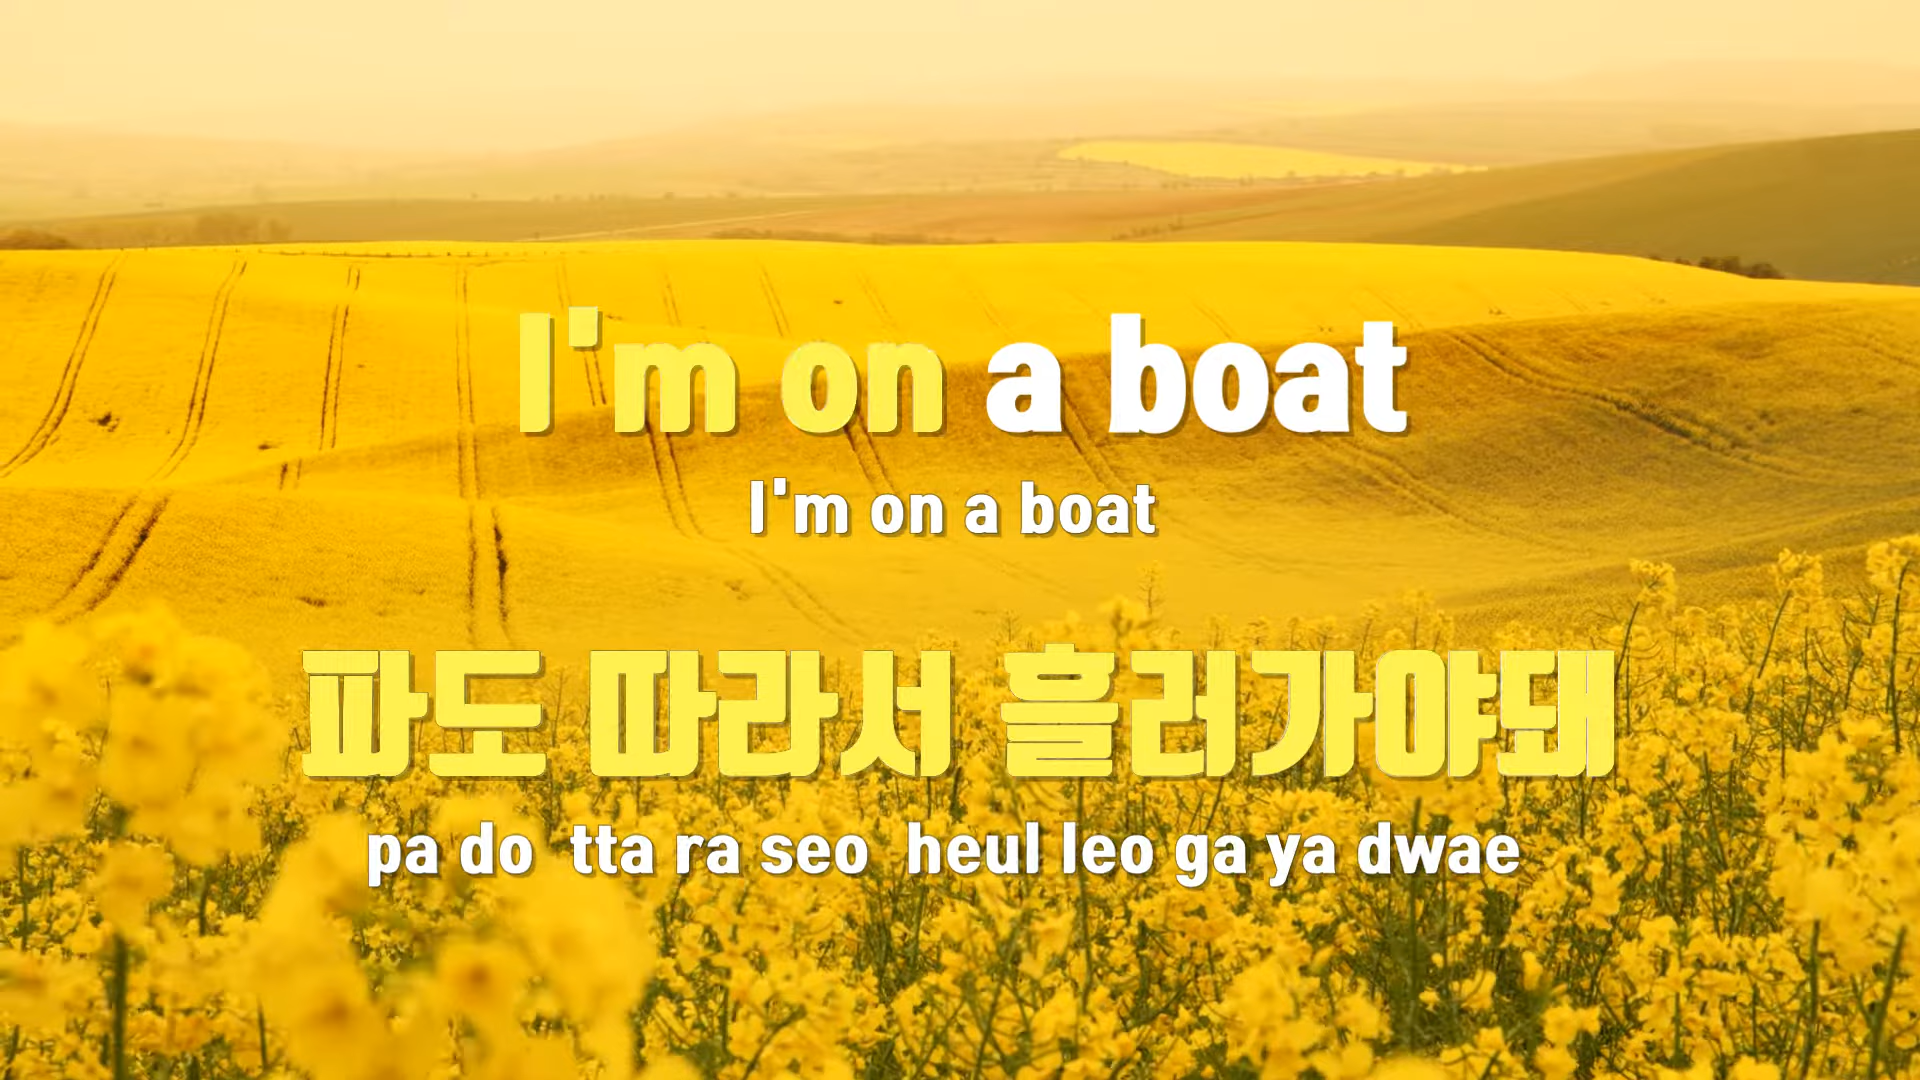 I'm on a boat
I'm on a boat
파도 따라서 흘러가야돼
pa do tta ra seo heul leo ga ya dwae